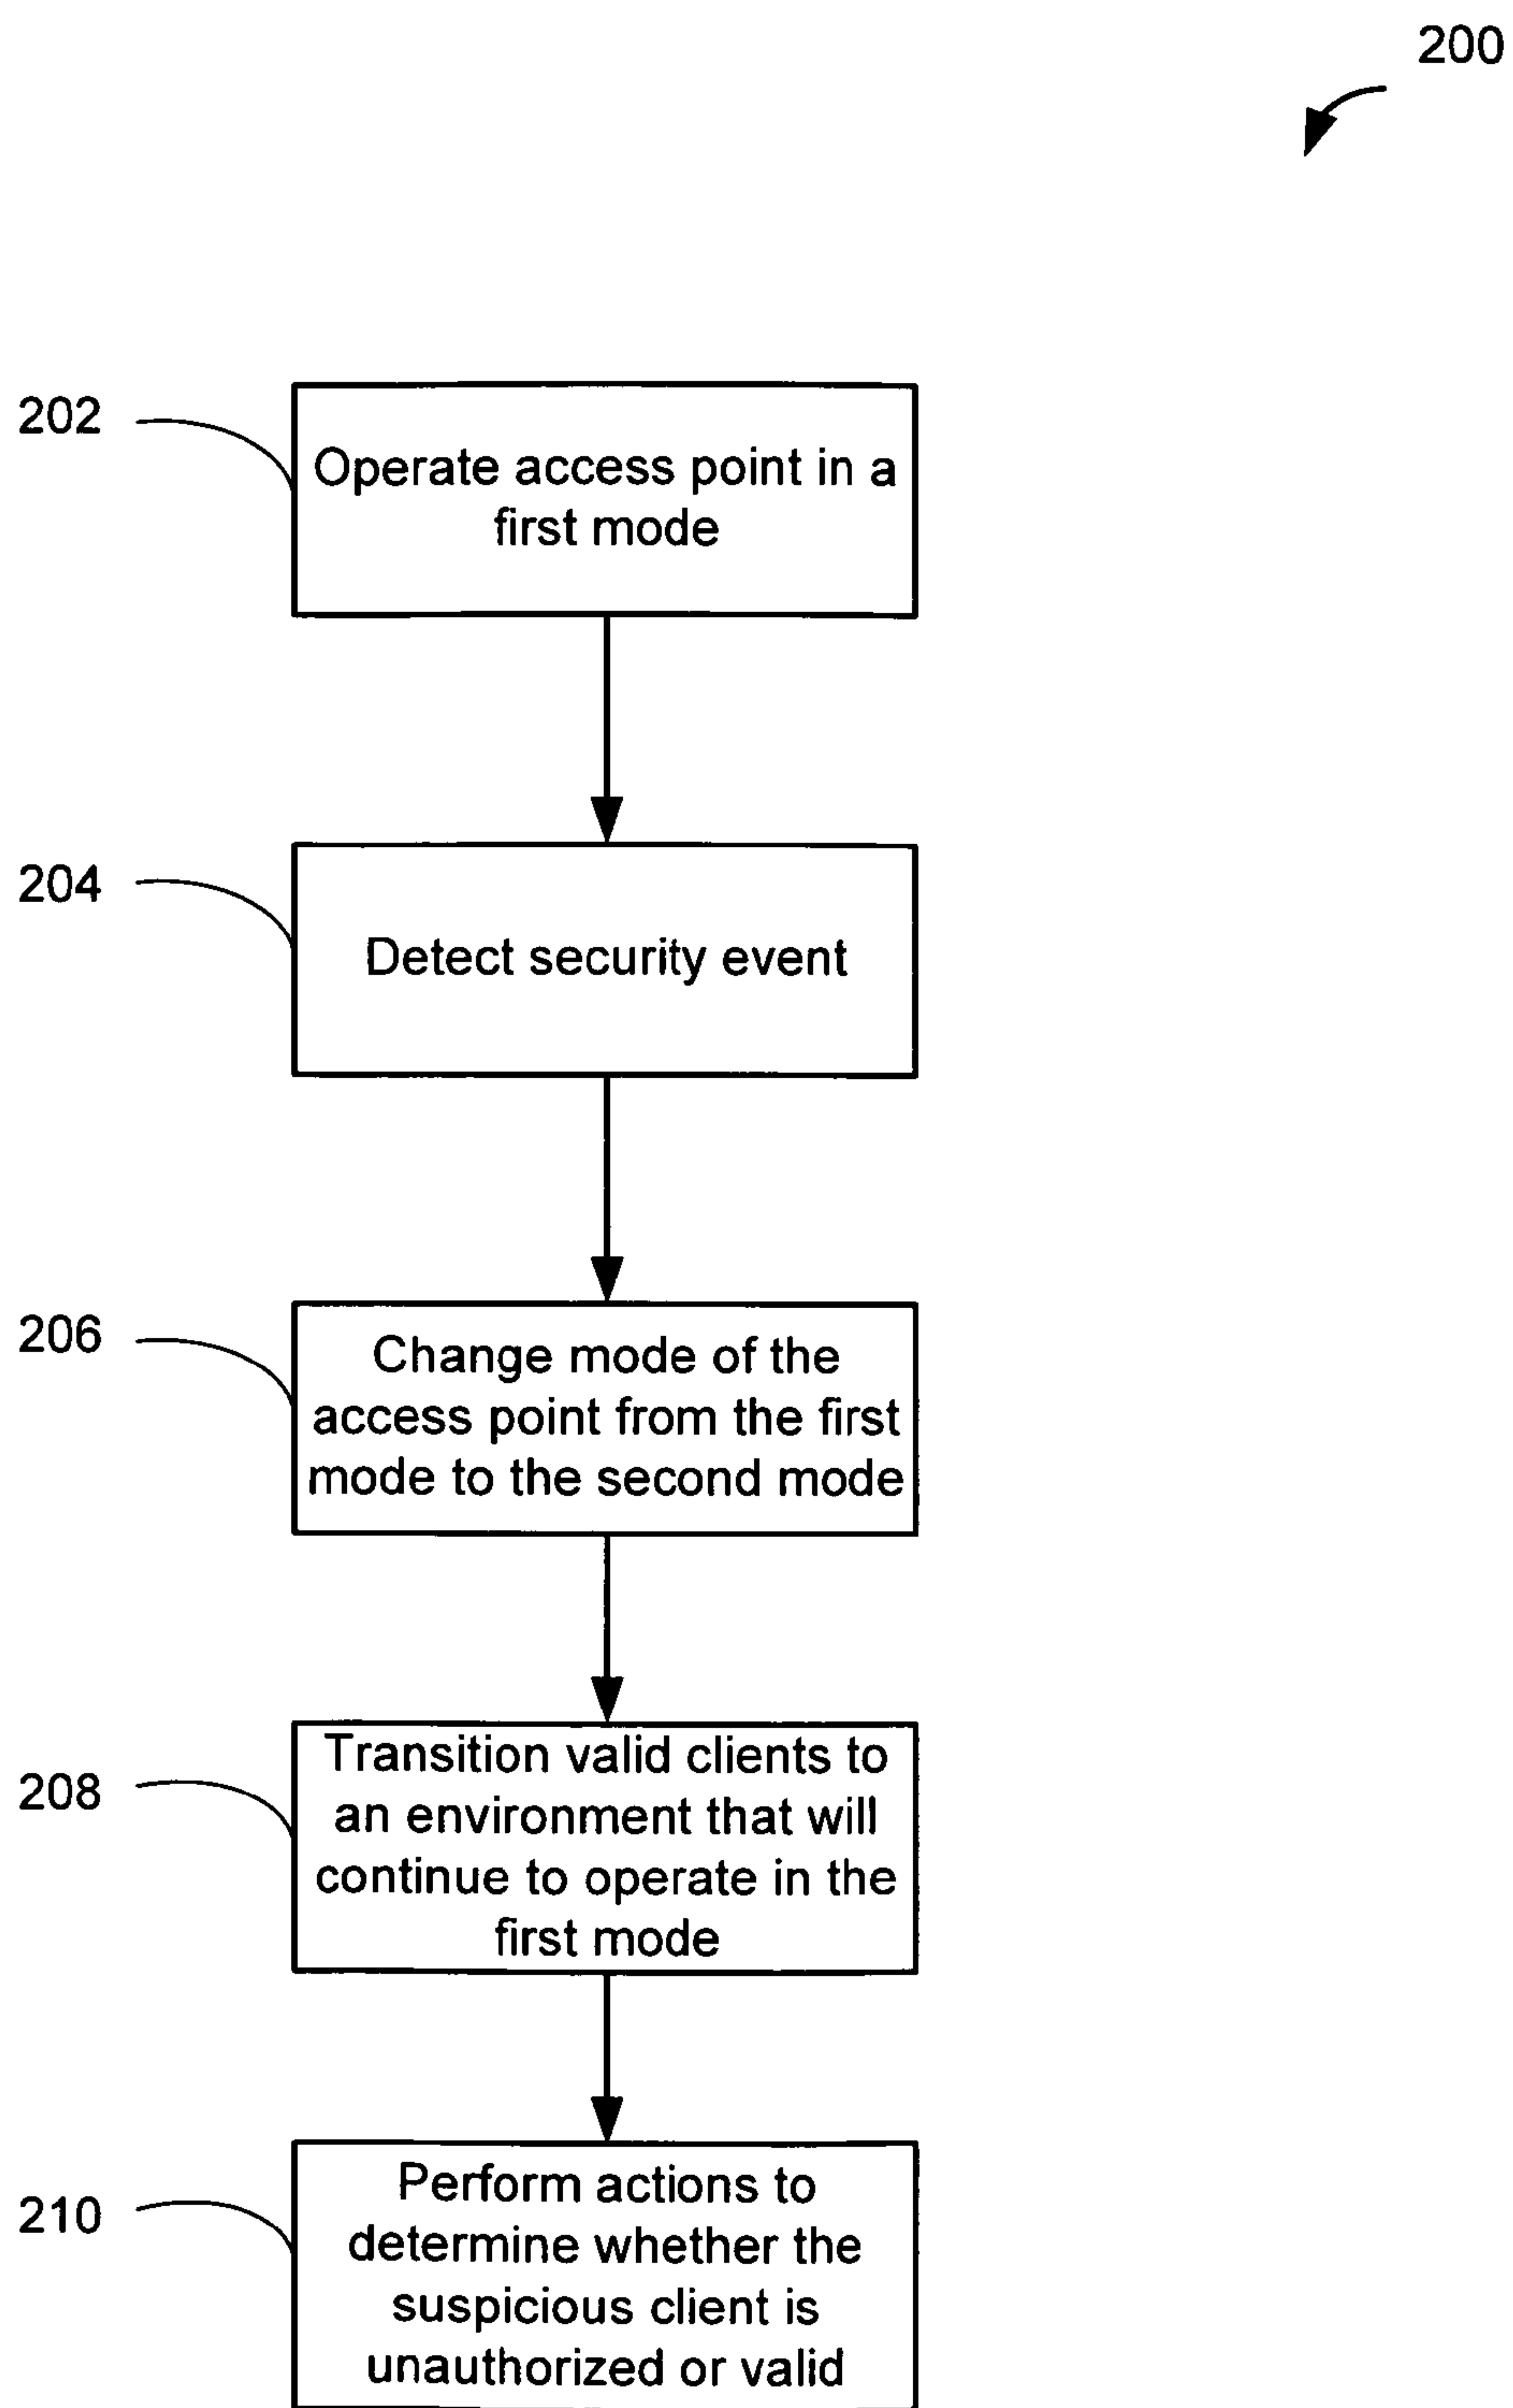 200
202
Operate access point in a
first mode
204
Detect security event
206
Change mode of the
access point from the first
mode to the second mode
208
Transition valid clients to
an environment that will
continue to operate in the
first mode
210
Perform actions to
determine whether the
suspicious client is
unauthorized or valid